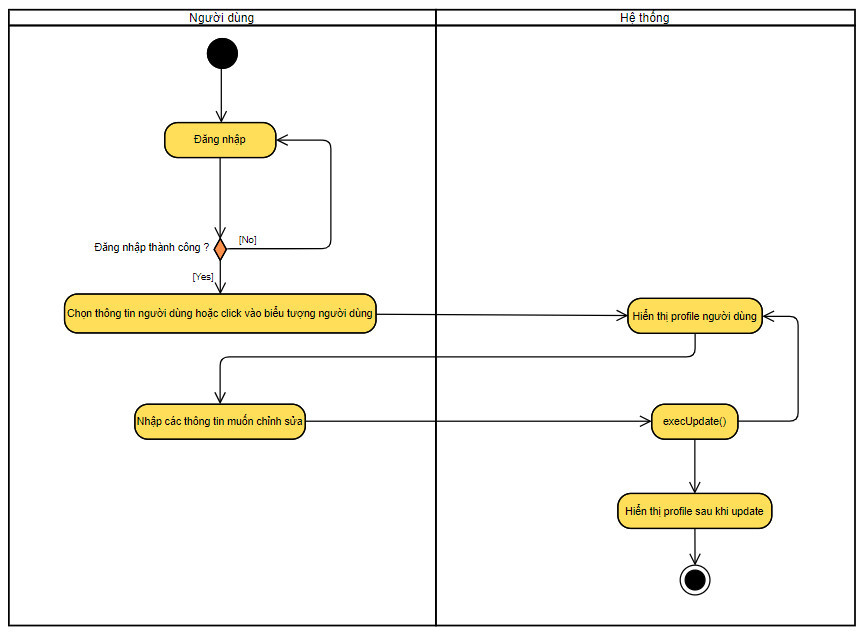 Người dùng
Hệ thống
Đăng nhập
[No]
Đăng nhập thành công ?
[Yes]
Chọn thông tin người dùng hoặc click vào biểu tượng người dùng
Hiển thị profile người dùng
Nhập các thông tin muốn chỉnh sửa
execUpdate()
Hiển thị profile sau khi update